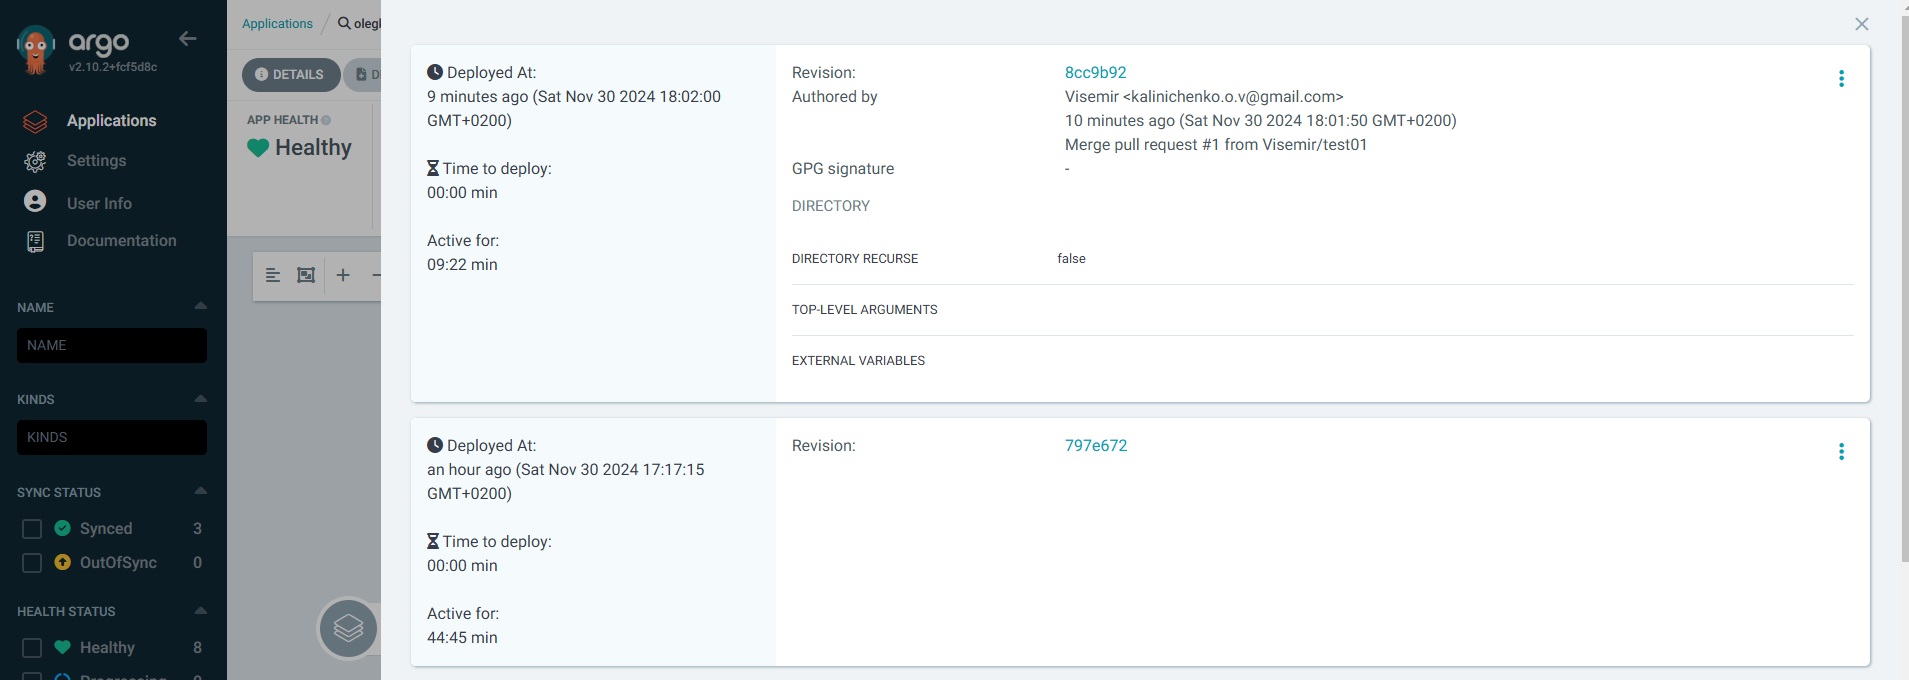 argo
v2.10.2+fcf5d8c
Applications
Settings
User Info
Documentation
NAME
NAME
KINDS
KINDS
SYNC STATUS
Synced 3
OutOfSync 0
HEALTH STATUS
Healthy 8
Applications / olegk
DETAILS
APP HEALTH
Healthy
Deployed At:
9 minutes ago (Sat Nov 30 2024 18:02:00
GMT+0200)
Time to deploy:
00:00 min
Active for:
09:22 min
Revision: 8cc9b92
Authored by Visemir <kalinichenko.o.v@gmail.com>
10 minutes ago (Sat Nov 30 2024 18:01:50 GMT+0200)
Merge pull request #1 from Visemir/test01
GPG signature -
DIRECTORY
DIRECTORY RECURSE false
TOP-LEVEL ARGUMENTS
EXTERNAL VARIABLES
Deployed At:
an hour ago (Sat Nov 30 2024 17:17:15
GMT+0200)
Time to deploy:
00:00 min
Active for:
44:45 min
Revision: 797e672